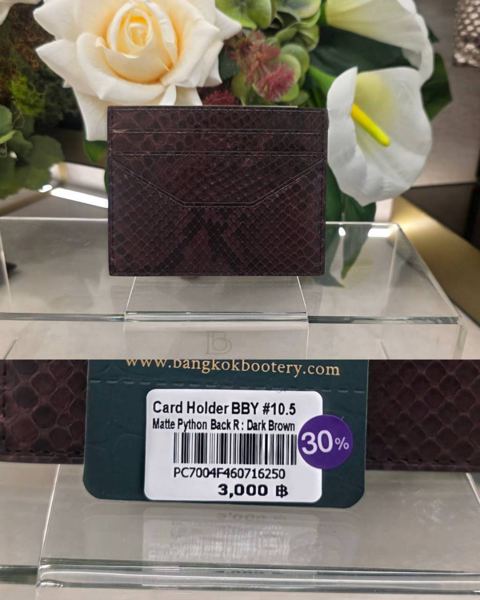 B
www.bangkokbootery.com
Card Holder BBY #10.5
Matte Python Back R : Dark Brown
30%
PC7004F460716250
3,000 ฿